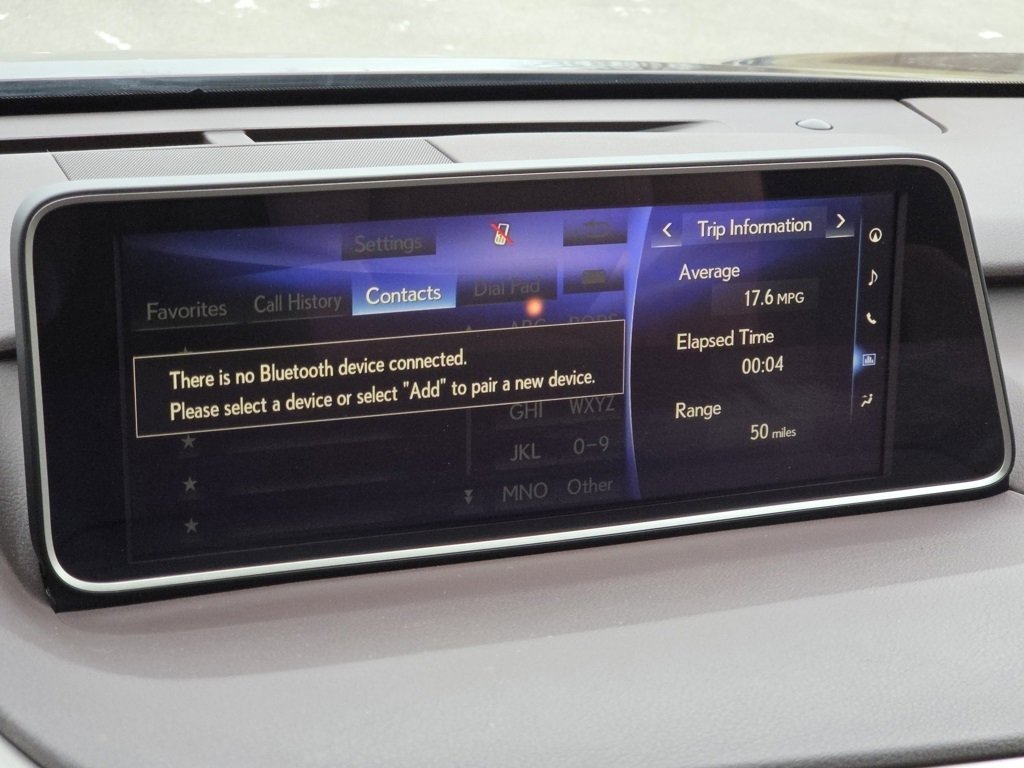 Settings
Favorites
Call History
Contacts
Dial Pad
ABC
PQRS
There is no Bluetooth device connected.
Please select a device or select "Add" to pair a new device.
GHI
WXYZ
JKL
0-9
MNO
Other
Trip Information
Average
17.6 MPG
Elapsed Time
00:04
Range
50 miles